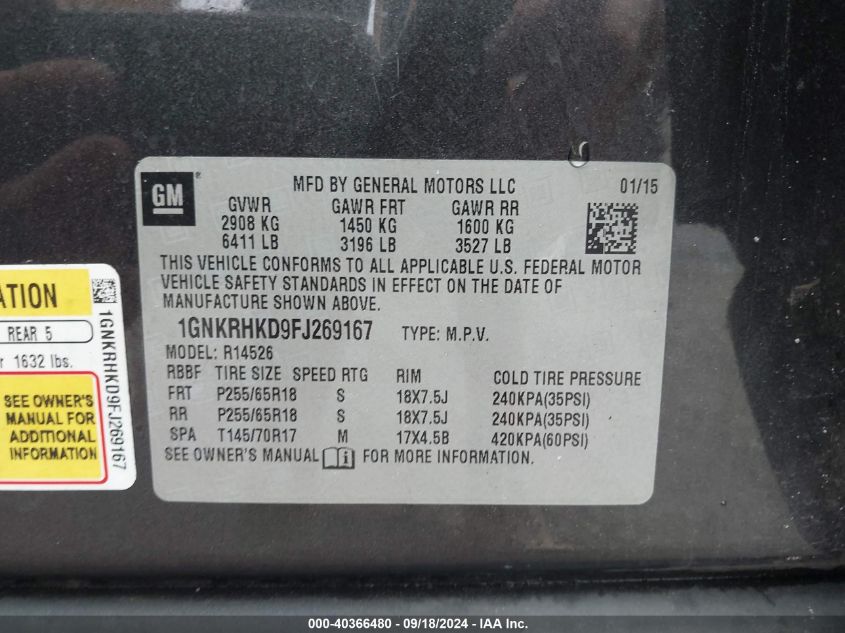 GM
MFD BY GENERAL MOTORS LLC 01/15
GVWR GAWR FRT GAWR RR
2908 KG 1450 KG 1600 KG
6411 LB 3196 LB 3527 LB
THIS VEHICLE CONFORMS TO ALL APPLICABLE U.S. FEDERAL MOTOR
VEHICLE SAFETY STANDARDS IN EFFECT ON THE DATE OF
MANUFACTURE SHOWN ABOVE.
1GNKRHKD9FJ269167 TYPE: M.P.V.
MODEL: R14526
RBBF TIRE SIZE SPEED RTG RIM COLD TIRE PRESSURE
FRT P255/65R18 S 18X7.5J 240KPA(35PSI)
RR P255/65R18 S 18X7.5J 240KPA(35PSI)
SPA T145/70R17 M 17X4.5B 420KPA(60PSI)
SEE OWNER'S MANUAL i FOR MORE INFORMATION.
ATION
REAR 5
r 1632 lbs.
SEE OWNER'S
MANUAL FOR
ADDITIONAL
INFORMATION
1GNKRHKD9FJ269167
000-40366480 - 09/18/2024 - IAA Inc.